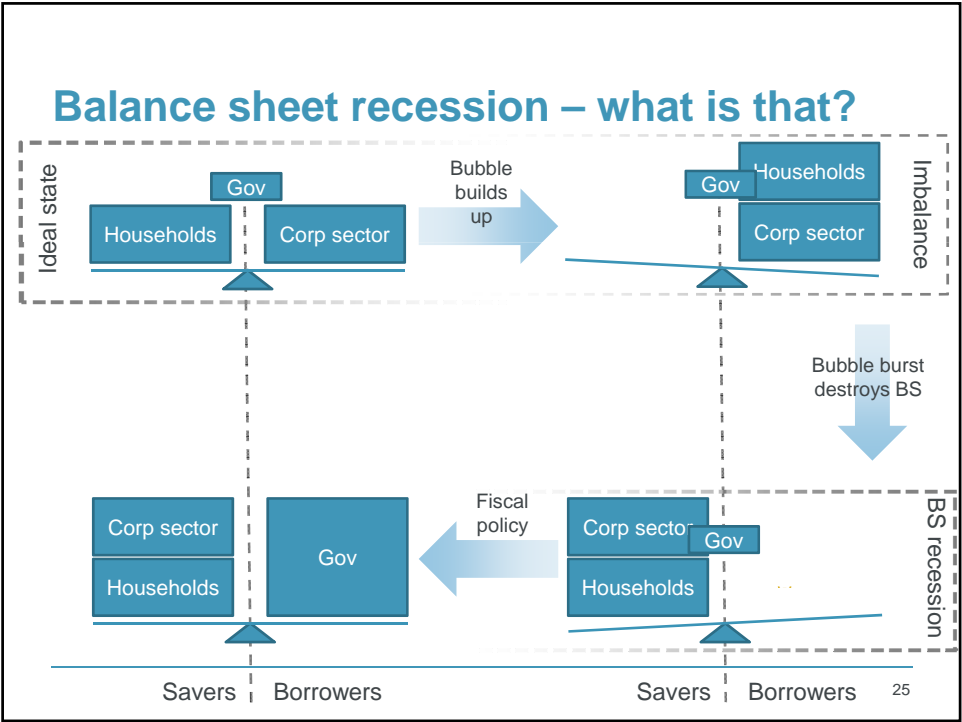 Balance sheet recession – what is that?
Ideal state
Gov
Households
Corp sector
Bubble
builds
up
Gov
Households
Corp sector
Imbalance
Bubble burst
destroys BS
Corp sector
Households
Gov
Fiscal
policy
Corp sector
Gov
Households
BS recession
Savers
Borrowers
Savers
Borrowers
25